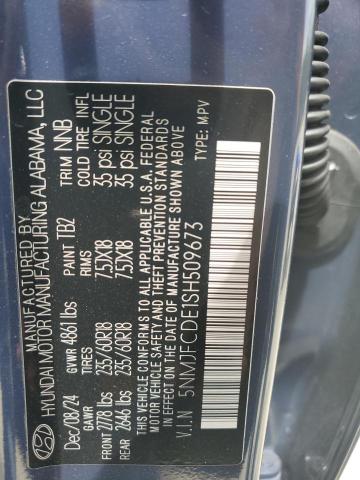 MANUFACTURED BY
HYUNDAI MOTOR MANUFACTURING ALABAMA, LLC
Dec/08/24 GVWR 4861 lbs PAINT TB2 TRIM NNB
GAWR TIRES RIMS COLD TIRE INFL
FRONT 2778 lbs 235/60R18 7.5JX18 35 psi SINGLE
REAR 2646 lbs 235/60R18 7.5JX18 35 psi SINGLE
THIS VEHICLE CONFORMS TO ALL APPLICABLE U.S.A. FEDERAL
MOTOR VEHICLE SAFETY AND THEFT PREVENTION
STANDARDS IN EFFECT ON THE DATE OF MANUFACTURE SHOWN ABOVE
V.I.N 5NMJFCDE1SH509673 TYPE: MPV